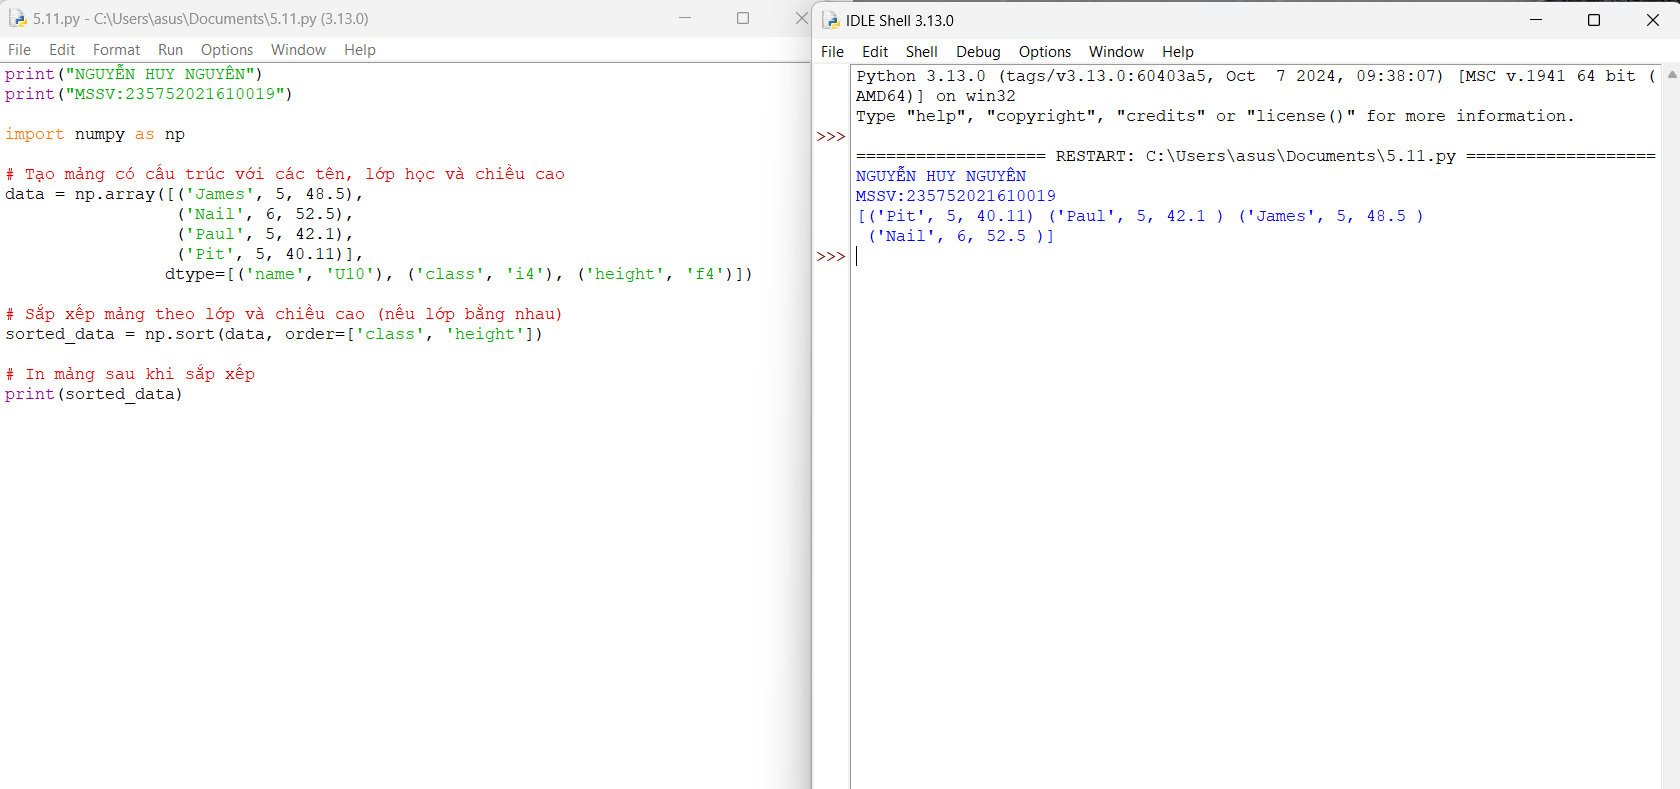 5.11.py - C:\Users\asus\Documents\5.11.py (3.13.0)
File Edit Format Run Options Window Help
print("NGUYỄN HUY NGUYÊN")
print("MSSV:235752021610019")
import numpy as np
# Tạo mảng có cấu trúc với các tên, lớp học và chiều cao
data = np.array([('James', 5, 48.5),
('Nail', 6, 52.5),
('Paul', 5, 42.1),
('Pit', 5, 40.11)],
dtype=[('name', 'U10'), ('class', 'i4'), ('height', 'f4')])
# Sắp xếp mảng theo lớp và chiều cao (nếu lớp bằng nhau)
sorted_data = np.sort(data, order=['class', 'height'])
# In mảng sau khi sắp xếp
print(sorted_data)
IDLE Shell 3.13.0
File Edit Shell Debug Options Window Help
Python 3.13.0 (tags/v3.13.0:60403a5, Oct  7 2024, 09:38:07) [MSC v.1941 64 bit (
AMD64)] on win32
Type "help", "copyright", "credits" or "license()" for more information.
>>>
=================== RESTART: C:\Users\asus\Documents\5.11.py ===================
NGUYỄN HUY NGUYÊN
MSSV:235752021610019
[('Pit', 5, 40.11) ('Paul', 5, 42.1 ) ('James', 5, 48.5 )
('Nail', 6, 52.5 )]
>>>